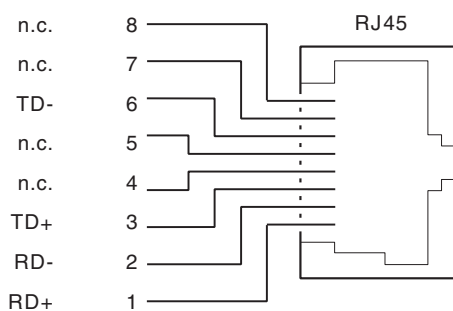 RJ45
n.c. 8
n.c. 7
TD- 6
n.c. 5
n.c. 4
TD+ 3
RD- 2
RD+ 1